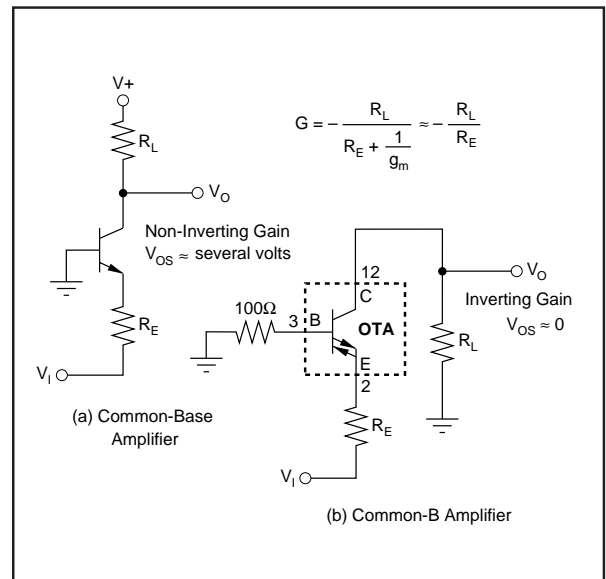 V+
R_L
V_O
Non-Inverting Gain
V_OS ≈ several volts
R_E
V_I
(a) Common-Base
Amplifier
G = – R_L / (R_E + 1/g_m) ≈ – R_L / R_E
12
C
V_O
Inverting Gain
V_OS ≈ 0
100Ω
3
B
OTA
R_L
E
2
R_E
V_I
(b) Common-B Amplifier